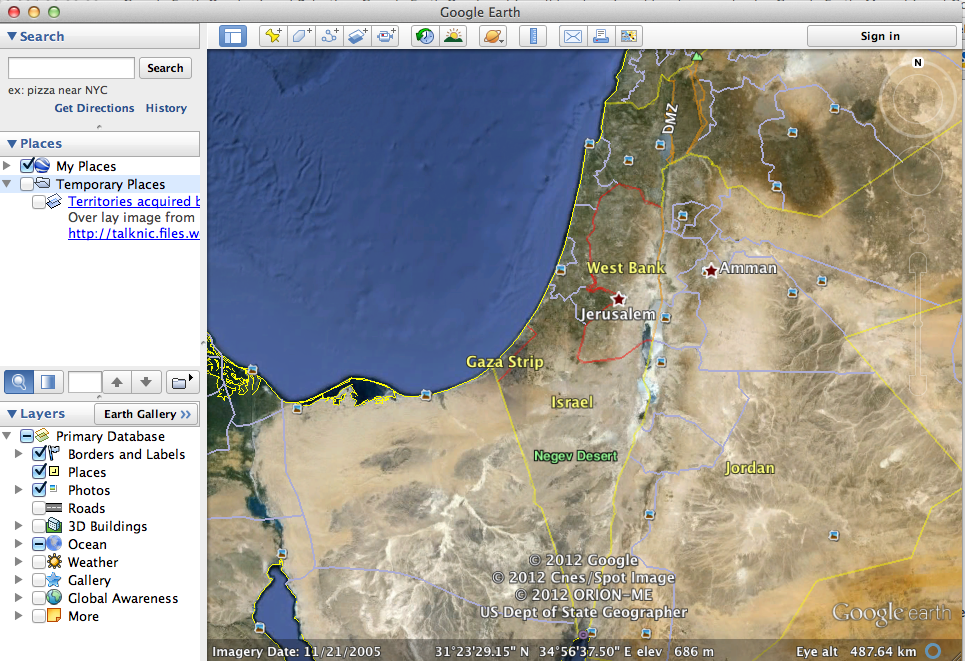 Google Earth
Search
Search
ex: pizza near NYC
Get Directions History
Places
My Places
Temporary Places
Territories acquired b
Over lay image from
http://talknic.files.w
Layers
Earth Gallery >>
Primary Database
Borders and Labels
Places
Photos
Roads
3D Buildings
Ocean
Weather
Gallery
Global Awareness
More
Sign in
N
DMZ
West Bank
Amman
Jerusalem
Gaza Strip
Israel
Negev Desert
Jordan
© 2012 Google
© 2012 Cnes/Spot Image
© 2012 ORION-ME
US Dept of State Geographer
Google earth
Imagery Date: 11/21/2005 31°23'29.15" N 34°56'37.50" E elev 686 m Eye alt 487.64 km